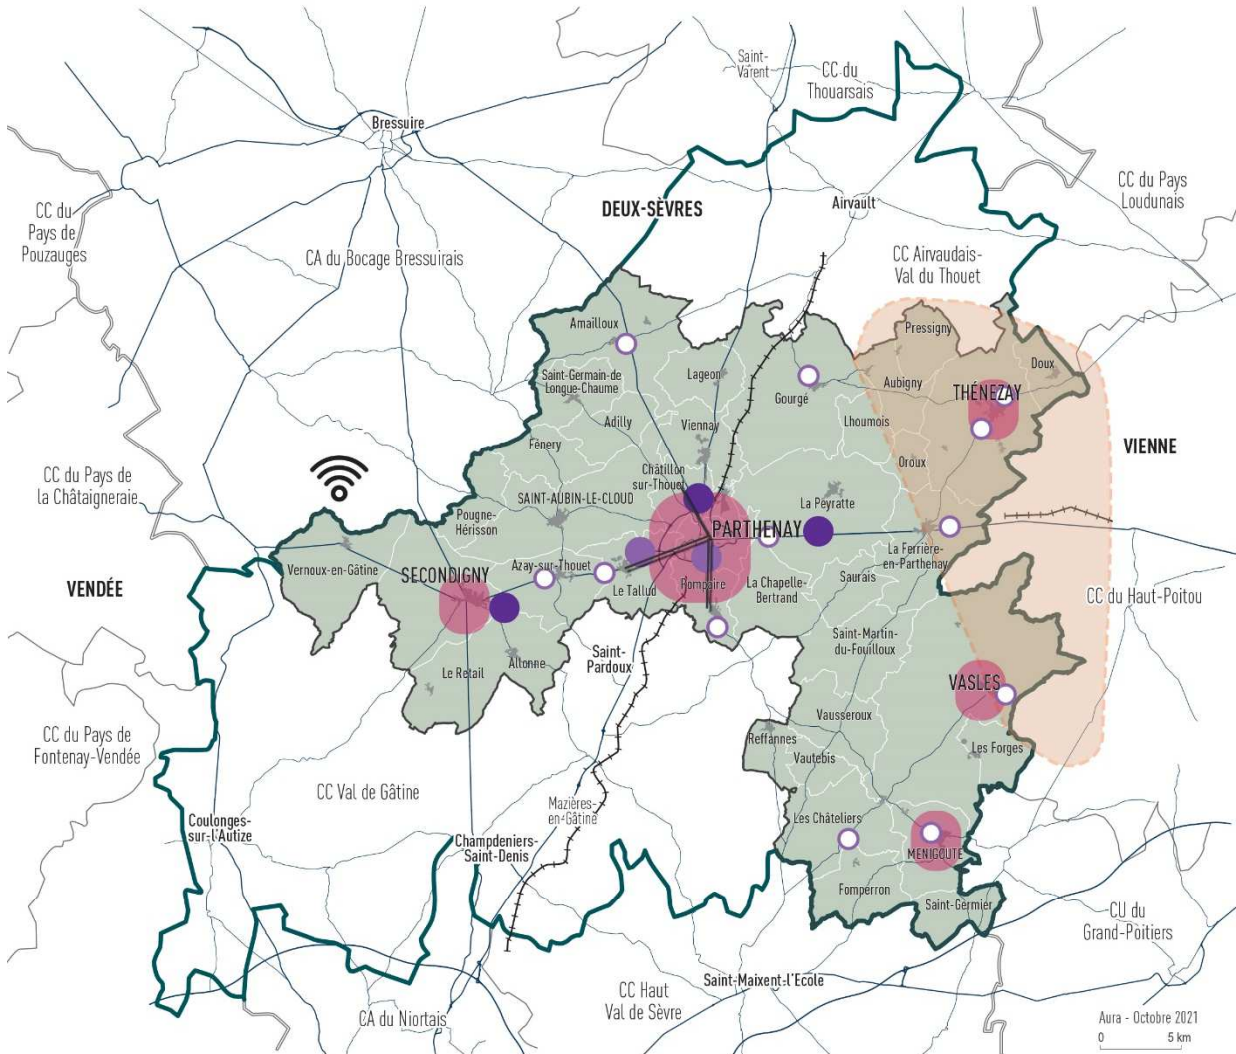 Saint-
Varent
CC du
Thouarsais
Bressuire
CC du Pays
Loudunais
CC du
Pays de
Pouzauges
DEUX-SÈVRES
Airvault
CA du Bocage Bressuirais
CC Airvaudais-
Val du Thouet
Amailloux
Pressigny
Doux
Lageon
Saint-Germain-de
Longue-Chaume
Aubigny
THÉNEZAY
Gourgé
Adilly
Viennay
Lhoumois
Fénery
VIENNE
CC du Pays de
la Châtaigneraie
Oroux
Châtillon
sur-Thouet
SAINT-AUBIN-LE-CLOUD
La Peyratte
Pougne-
Hérisson
PARTHENAY
La Ferrière-
en-Parthenay
Vernoux-en-Gâtine
SECONDIGNY
Azay-sur-Thouet
Le Tallud
Pompaire
La Chapelle-
Bertrand
Saurais
VENDÉE
CC du Haut-Poitou
Saint-Martin-
du-Fouilloux
Saint-
Pardoux
Le Retail
Allonne
VASLES
Vausseroux
CC du Pays de
Fontenay-Vendée
Reffannes
Vautebis
Les Forges
CC Val de Gâtine
Mazières-
en-Gâtine
Coulonges-
sur-l'Autize
Les Châteliers
Champdeniers-
Saint-Denis
MENIGOUTE
Fomperron
Saint-Germier
CU du
Grand-Poitiers
Saint-Maixent-l'Ecole
CC Haut
Val de Sèvre
CA du Niortais
Aura - Octobre 2021
0 5 km